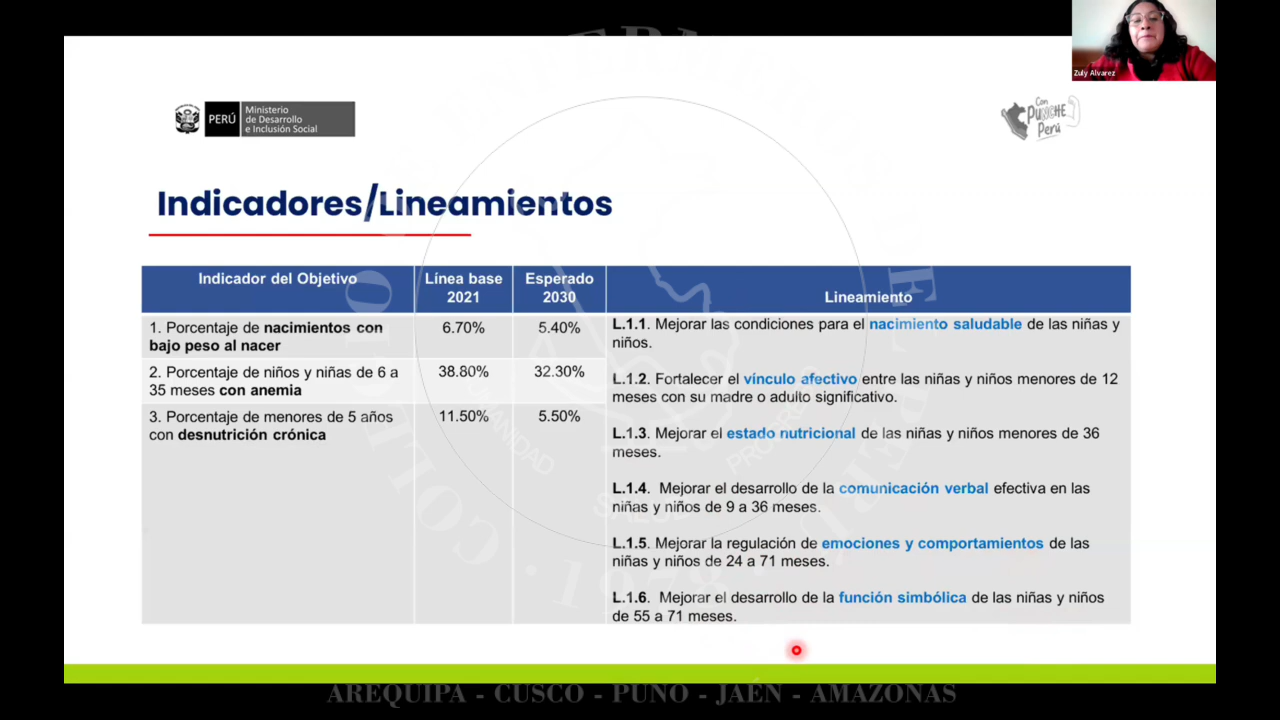 Zuly Alvarez
PERÚ
Ministerio
de Desarrollo
e Inclusión Social
Con
PUNCHE
Perú
Indicadores/Lineamientos
Indicador del Objetivo
Línea base
2021
Esperado
2030
Lineamiento
1. Porcentaje de nacimientos con
bajo peso al nacer
6.70%
5.40%
2. Porcentaje de niños y niñas de 6 a
35 meses con anemia
38.80%
32.30%
3. Porcentaje de menores de 5 años
con desnutrición crónica
11.50%
5.50%
L.1.1. Mejorar las condiciones para el nacimiento saludable de las niñas y
niños.
L.1.2. Fortalecer el vínculo afectivo entre las niñas y niños menores de 12
meses con su madre o adulto significativo.
L.1.3. Mejorar el estado nutricional de las niñas y niños menores de 36
meses.
L.1.4. Mejorar el desarrollo de la comunicación verbal efectiva en las
niñas y niños de 9 a 36 meses.
L.1.5. Mejorar la regulación de emociones y comportamientos de las
niñas y niños de 24 a 71 meses.
L.1.6. Mejorar el desarrollo de la función simbólica de las niñas y niños
de 55 a 71 meses.
COLEGIO DE ENFERMEROS DEL PERÚ
· 1978 ·
SALUD
PROGRESO
AREQUIPA - CUSCO - PUNO - JAÉN - AMAZONAS